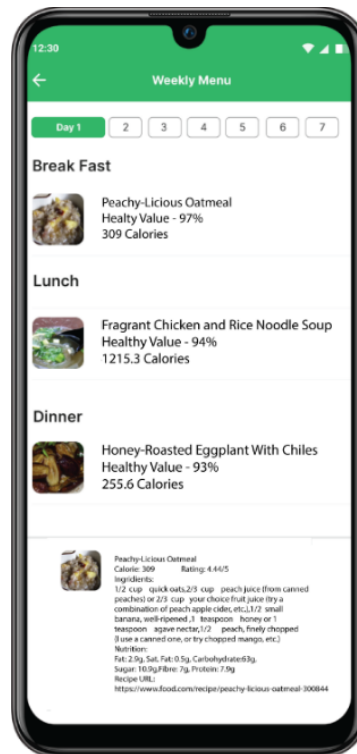 12:30
Weekly Menu
Day 1 2 3 4 5 6 7
Break Fast
Peachy-Licious Oatmeal
Healty Value - 97%
309 Calories
Lunch
Fragrant Chicken and Rice Noodle Soup
Healthy Value - 94%
1215.3 Calories
Dinner
Honey-Roasted Eggplant With Chiles
Healthy Value - 93%
255.6 Calories
Peachy-Licious Oatmeal
Calorie: 309 Rating: 4.44/5
Ingridients:
1/2 cup quick oats,2/3 cup peach juice (from canned
peaches) or 2/3 cup your choice fruit juice (try a
combination of peach apple cider, etc.),1/2 small
banana, well-ripened ,1 teaspoon honey or 1
teaspoon agave nectar,1/2 peach, finely chopped
(I use a canned one, or try chopped mango, etc.)
Nutrition:
Fat: 2.9g, Sat. Fat: 0.5g, Carbohydrate:63g,
Sugar: 10.9g,Fibre: 7g, Protein: 7.9g
Recipe URL:
https://www.food.com/recipe/peachy-licious-oatmeal-300844